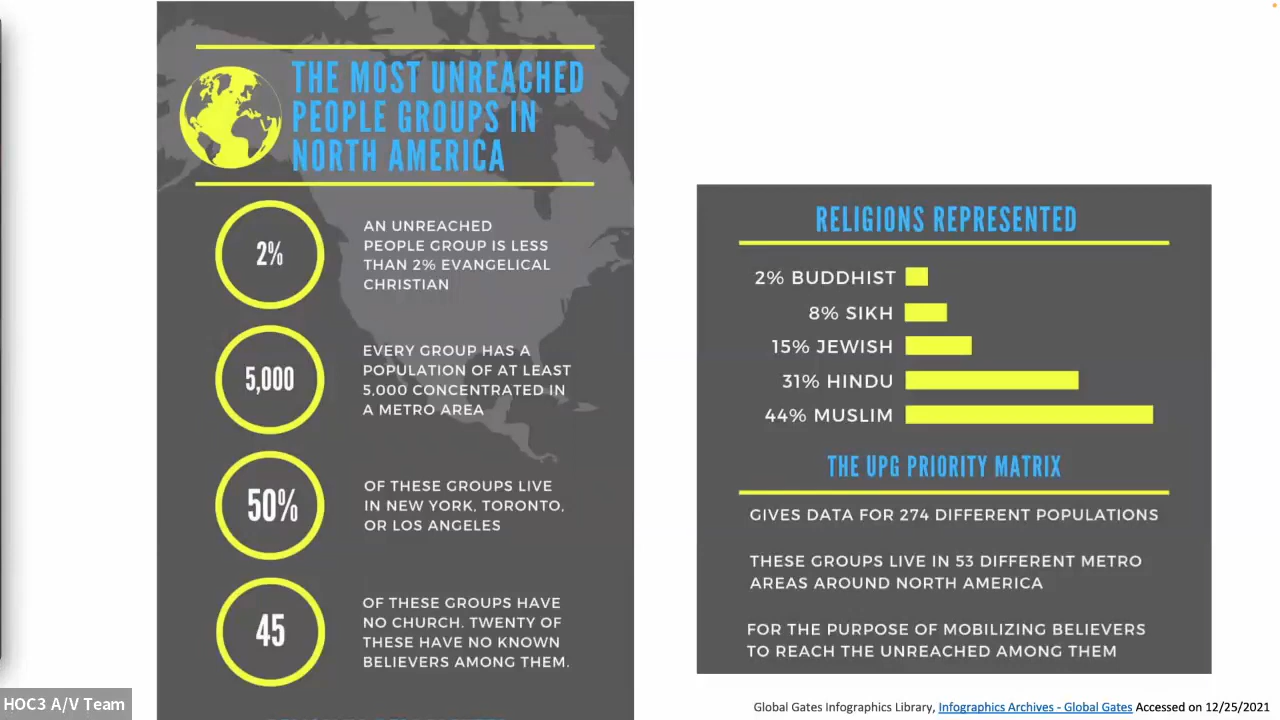 THE MOST UNREACHED
PEOPLE GROUPS IN
NORTH AMERICA
2%
AN UNREACHED
PEOPLE GROUP IS LESS
THAN 2% EVANGELICAL
CHRISTIAN
5,000
EVERY GROUP HAS A
POPULATION OF AT LEAST
5,000 CONCENTRATED IN
A METRO AREA
50%
OF THESE GROUPS LIVE
IN NEW YORK, TORONTO,
OR LOS ANGELES
45
OF THESE GROUPS HAVE
NO CHURCH. TWENTY OF
THESE HAVE NO KNOWN
BELIEVERS AMONG THEM.
RELIGIONS REPRESENTED
2% BUDDHIST
8% SIKH
15% JEWISH
31% HINDU
44% MUSLIM
THE UPG PRIORITY MATRIX
GIVES DATA FOR 274 DIFFERENT POPULATIONS
THESE GROUPS LIVE IN 53 DIFFERENT METRO
AREAS AROUND NORTH AMERICA
FOR THE PURPOSE OF MOBILIZING BELIEVERS
TO REACH THE UNREACHED AMONG THEM
HOC3 A/V Team
Global Gates Infographics Library, Infographics Archives - Global Gates Accessed on 12/25/2021